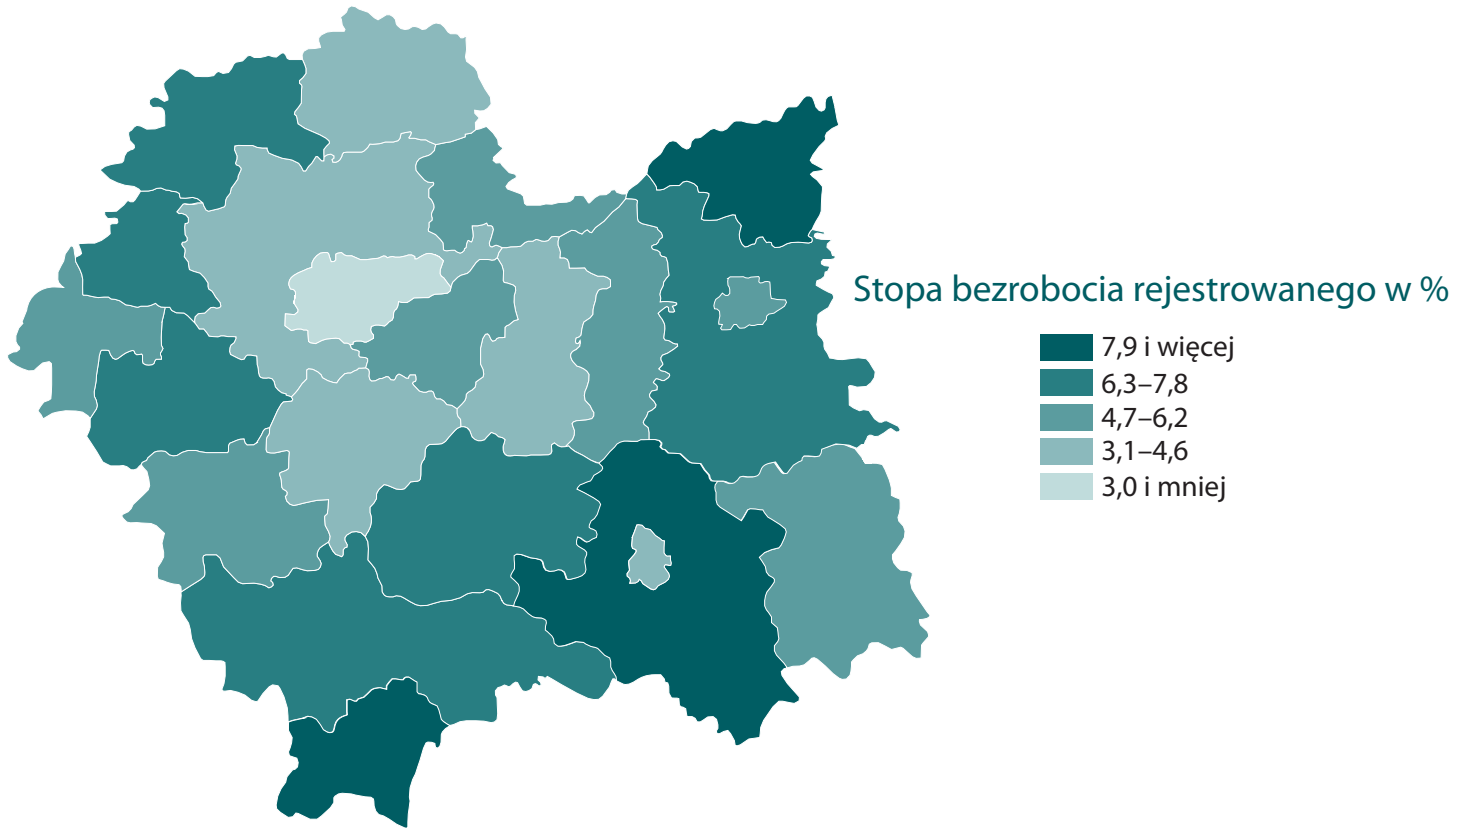 Stopa bezrobocia rejestrowanego w %
7,9 i więcej
6,3–7,8
4,7–6,2
3,1–4,6
3,0 i mniej